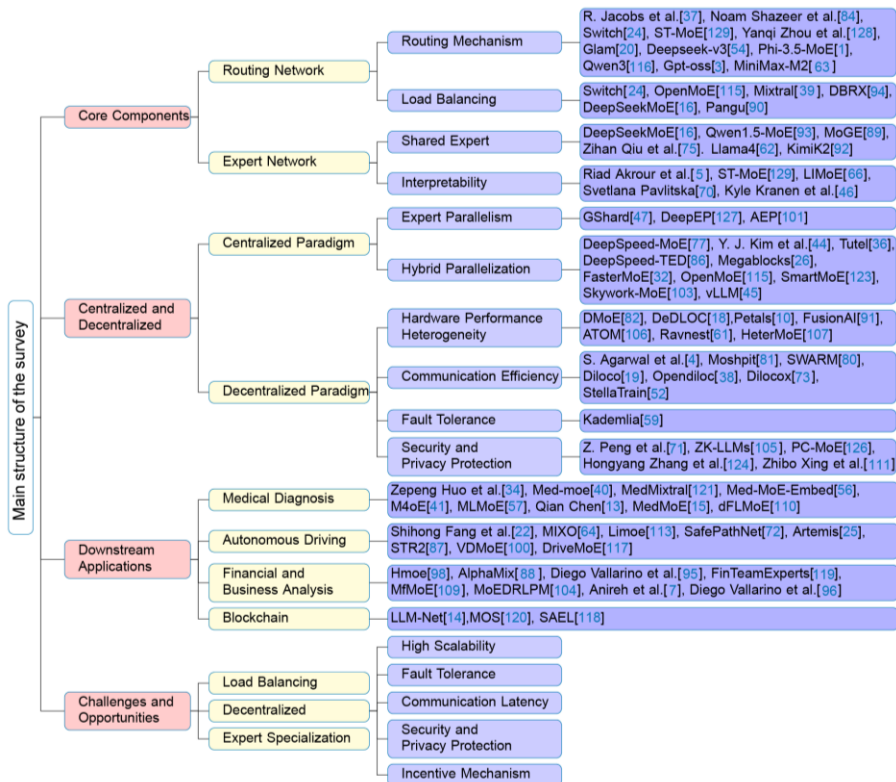 Main structure of the survey
Core Components
Routing Network
Routing Mechanism
R. Jacobs et al.[37], Noam Shazeer et al.[84],
Switch[24], ST-MoE[129], Yanqi Zhou et al.[128],
Glam[20], Deepseek-v3[54], Phi-3.5-MoE[1],
Qwen3[116], Gpt-oss[3], MiniMax-M2[ 63 ]
Load Balancing
Switch[24], OpenMoE[115], Mixtral[39], DBRX[94],
DeepSeekMoE[16], Pangu[90]
Expert Network
Shared Expert
DeepSeekMoE[16], Qwen1.5-MoE[93], MoGE[89],
Zihan Qiu et al.[75]. Llama4[62], KimiK2[92]
Interpretability
Riad Akrour et al.[5 ], ST-MoE[129], LIMoE[66],
Svetlana Pavlitska[70], Kyle Kranen et al.[46]
Centralized and
Decentralized
Centralized Paradigm
Expert Parallelism
GShard[47], DeepEP[127], AEP[101]
Hybrid Parallelization
DeepSpeed-MoE[77], Y. J. Kim et al.[44], Tutel[36],
DeepSpeed-TED[86], Megablocks[26],
FasterMoE[32], OpenMoE[115], SmartMoE[123],
Skywork-MoE[103], vLLM[45]
Decentralized Paradigm
Hardware Performance
Heterogeneity
DMoE[82], DeDLOC[18],Petals[10], FusionAI[91],
ATOM[106], Ravnest[61], HeterMoE[107]
Communication Efficiency
S. Agarwal et al.[4], Moshpit[81], SWARM[80],
Diloco[19], Opendiloc[38], Dilocox[73],
StellaTrain[52]
Fault Tolerance
Kademlia[59]
Security and
Privacy Protection
Z. Peng et al.[71], ZK-LLMs[105], PC-MoE[126],
Hongyang Zhang et al.[124], Zhibo Xing et al.[111]
Downstream
Applications
Medical Diagnosis
Zepeng Huo et al.[34], Med-moe[40], MedMixtral[121], Med-MoE-Embed[56],
M4oE[41], MLMoE[57], Qian Chen[13], MedMoE[15], dFLMoE[110]
Autonomous Driving
Shihong Fang et al.[22], MIXO[64], Limoe[113], SafePathNet[72], Artemis[25],
STR2[87], VDMoE[100], DriveMoE[117]
Financial and
Business Analysis
Hmoe[98], AlphaMix[88], Diego Vallarino et al.[95], FinTeamExperts[119],
MfMoE[109], MoEDRLPM[104], Anireh et al.[7], Diego Vallarino et al.[96]
Blockchain
LLM-Net[14],MOS[120], SAEL[118]
Challenges and
Opportunities
Load Balancing
Decentralized
Expert Specialization
High Scalability
Fault Tolerance
Communication Latency
Security and
Privacy Protection
Incentive Mechanism